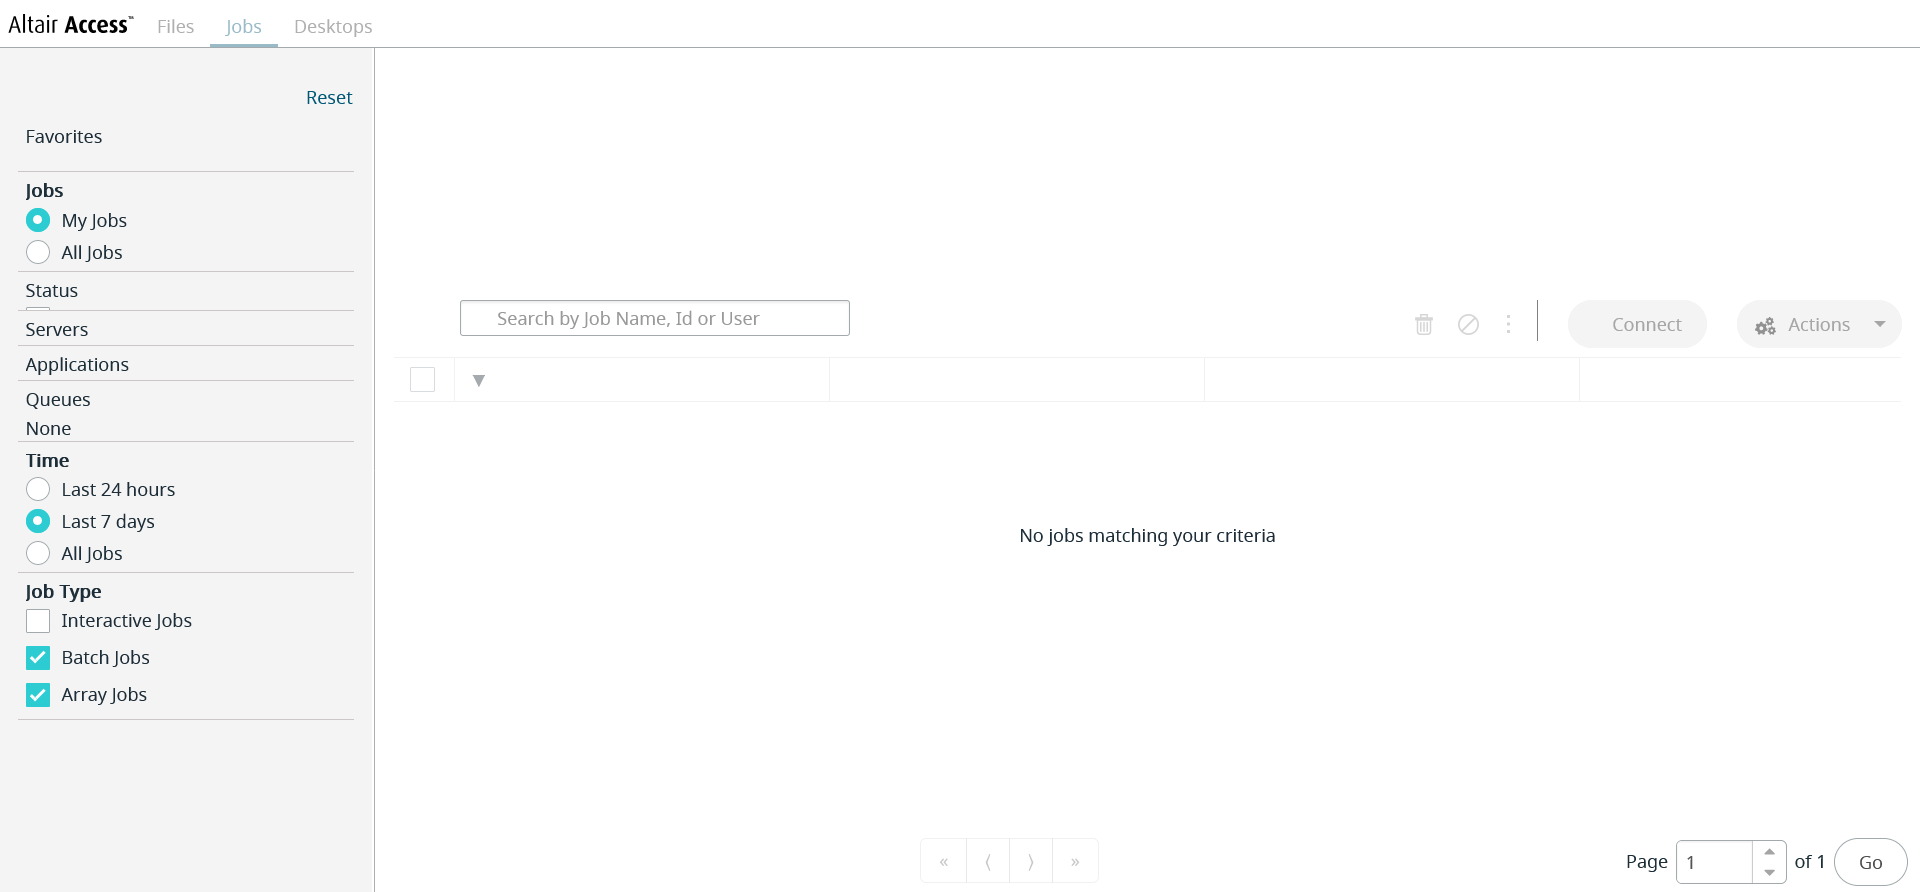 Altair Access™ Files Jobs Desktops
Reset
Favorites
Jobs
My Jobs
All Jobs
Status
Servers
Applications
Queues
None
Time
Last 24 hours
Last 7 days
All Jobs
Job Type
Interactive Jobs
Batch Jobs
Array Jobs
Search by Job Name, Id or User
Connect
Actions
No jobs matching your criteria
« ⟨ ⟩ »
Page 1 of 1 Go